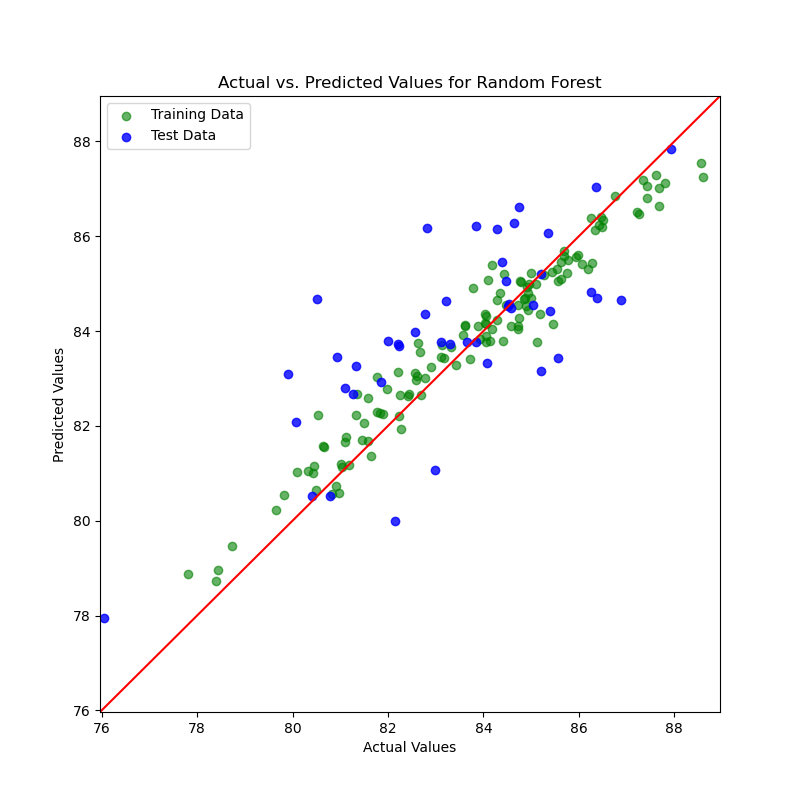 Actual vs. Predicted Values for Random Forest
Training Data
Test Data
88
86
84
82
80
78
76
Predicted Values
76 78 80 82 84 86 88
Actual Values